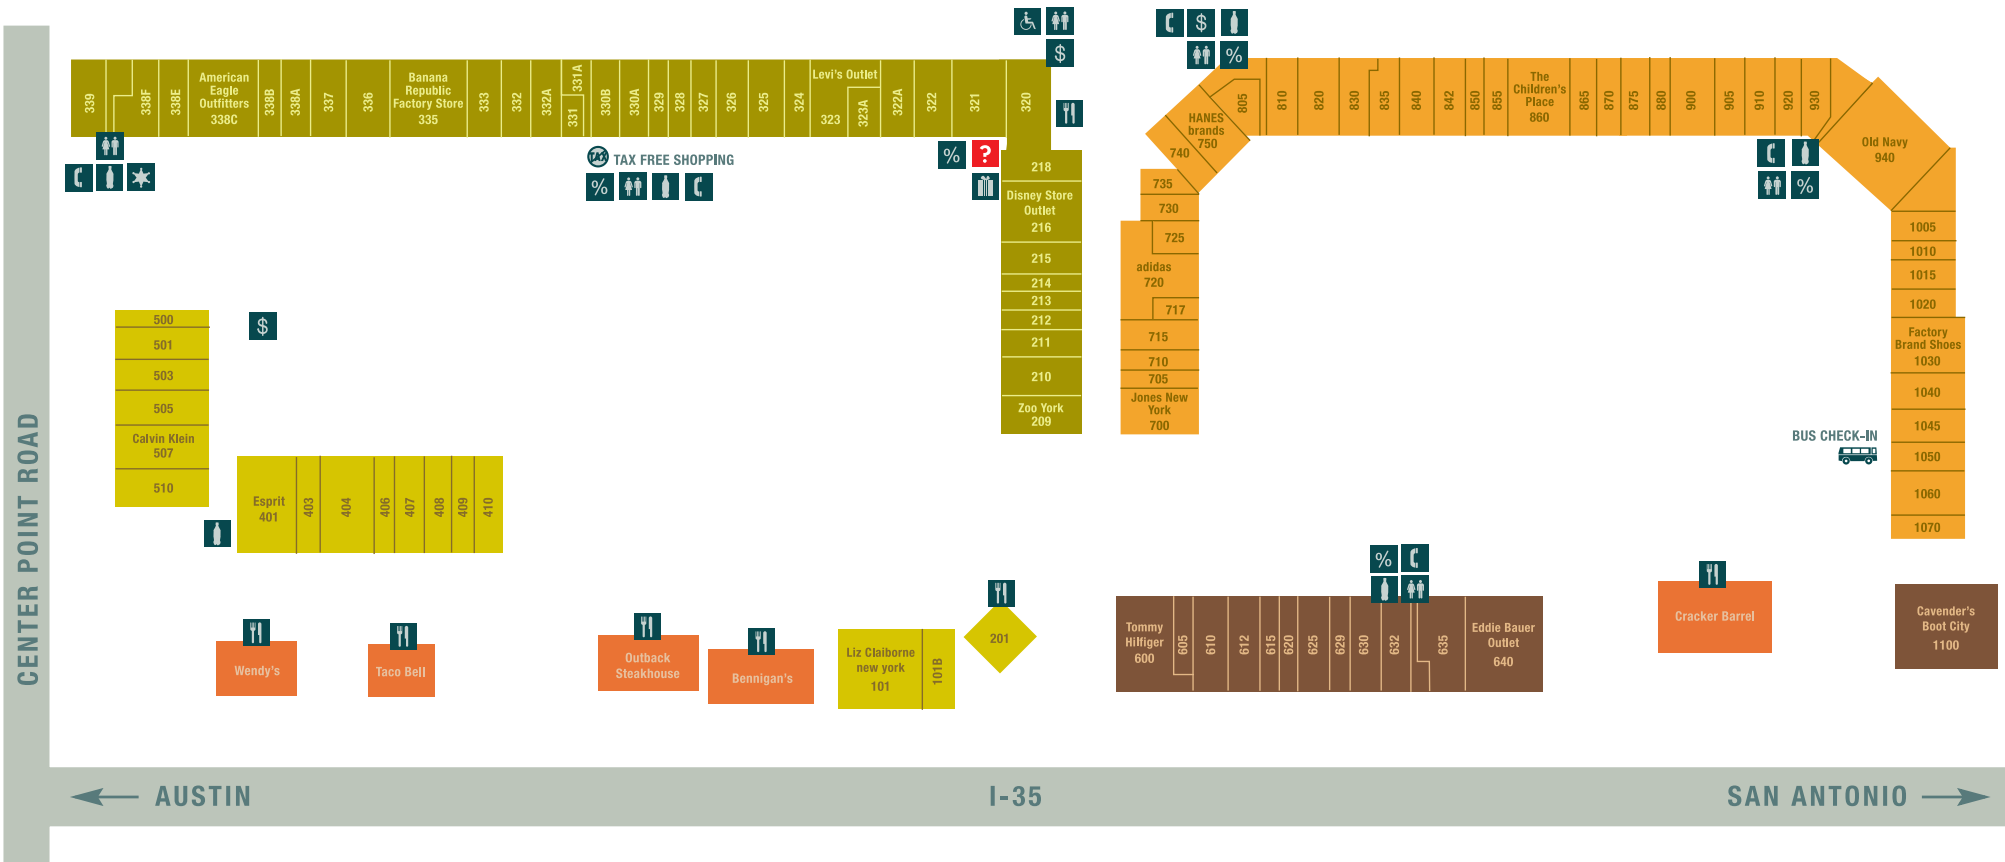 339
338F
338E
American
Eagle
Outfitters
338C
338B
338A
337
336
Banana
Republic
Factory Store
335
333
332
332A
331A
331
330B
330A
329
328
327
326
325
324
Levi's Outlet
323
323A
322A
322
321
320
$
%
?
TAX
TAX FREE SHOPPING
%
218
Disney Store
Outlet
216
215
214
213
212
211
210
Zoo York
209
$
%
805
HANES
brands
750
740
735
730
725
adidas
720
717
715
710
705
Jones New
York
700
810
820
830
835
840
842
850
855
The
Children's
Place
860
865
870
875
880
900
905
910
920
930
Old Navy
940
%
1005
1010
1015
1020
Factory
Brand Shoes
1030
1040
1045
1050
1060
1070
BUS CHECK-IN
500
501
503
505
Calvin Klein
507
510
$
Esprit
401
403
404
406
407
408
409
410
Wendy's
Taco Bell
Outback
Steakhouse
Bennigan's
Liz Claiborne
new york
101
101B
201
%
Tommy
Hilfiger
600
605
610
612
615
620
625
629
630
632
635
Eddie Bauer
Outlet
640
Cracker Barrel
Cavender's
Boot City
1100
CENTER POINT ROAD
AUSTIN
I-35
SAN ANTONIO